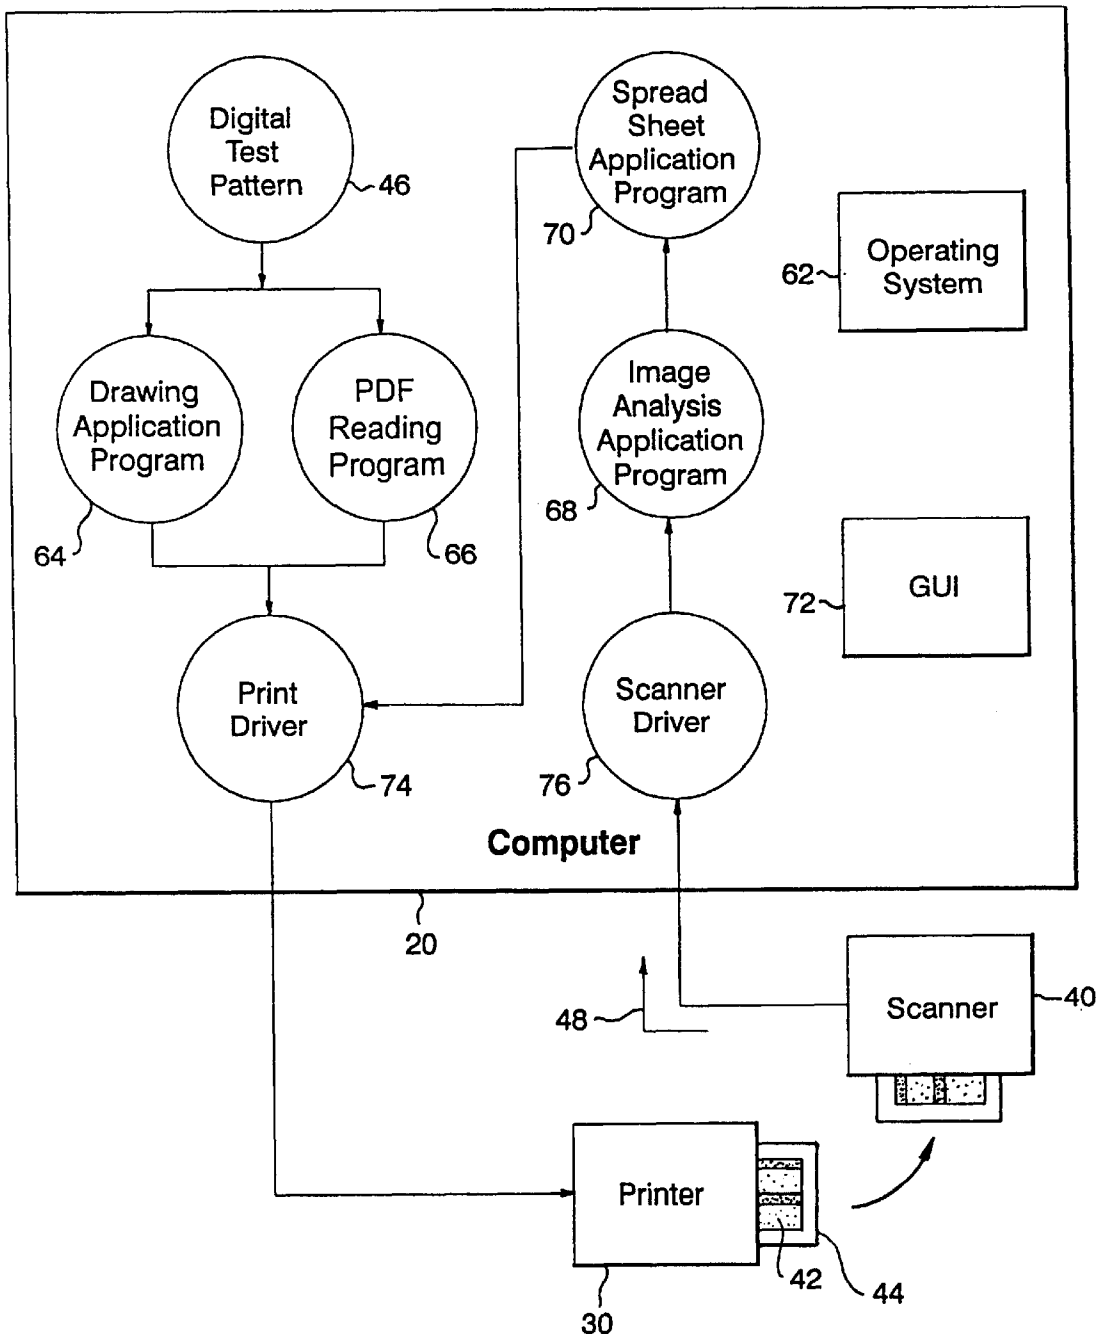 Digital
Test
Pattern
46
Spread
Sheet
Application
Program
70
Operating
System
62
Drawing
Application
Program
64
PDF
Reading
Program
66
Image
Analysis
Application
Program
68
GUI
72
Print
Driver
74
Scanner
Driver
76
Computer
20
48
Scanner
40
Printer
30
42
44